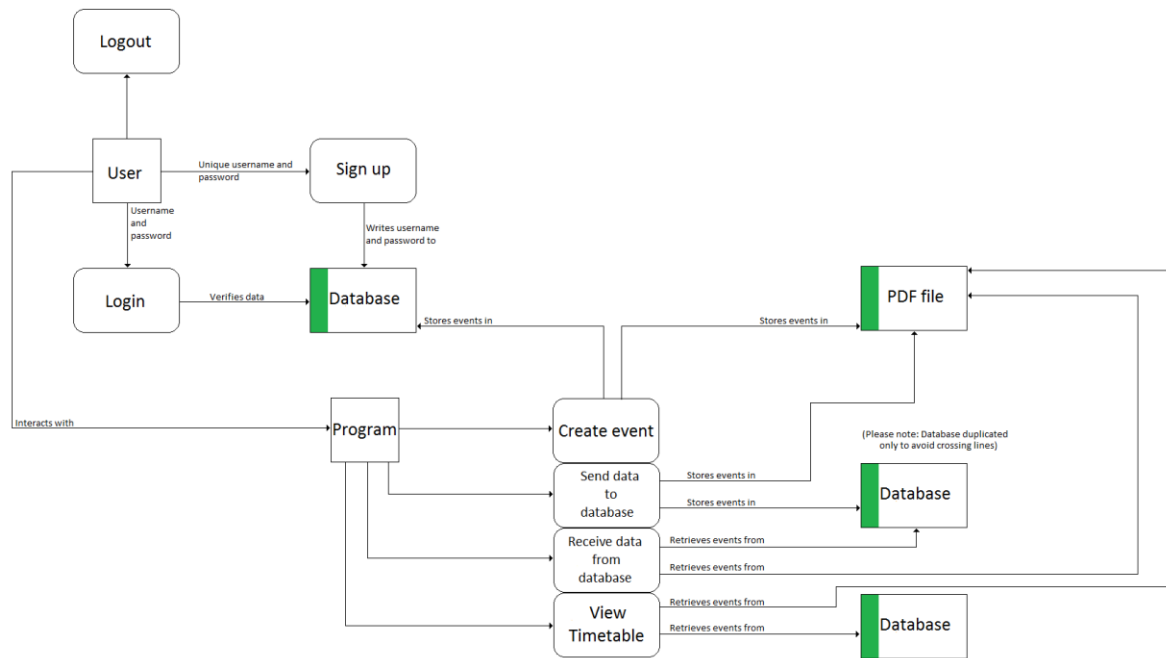 Logout
User
Unique username and
password
Sign up
Username
and
password
Writes username
and password to
Login
Verifies data
Database
PDF file
Stores events in
Stores events in
Interacts with
Program
Create event
(Please note: Database duplicated
only to avoid crossing lines)
Send data
to
database
Stores events in
Stores events in
Database
Receive data
from
database
Retrieves events from
Retrieves events from
View
Timetable
Retrieves events from
Retrieves events from
Database